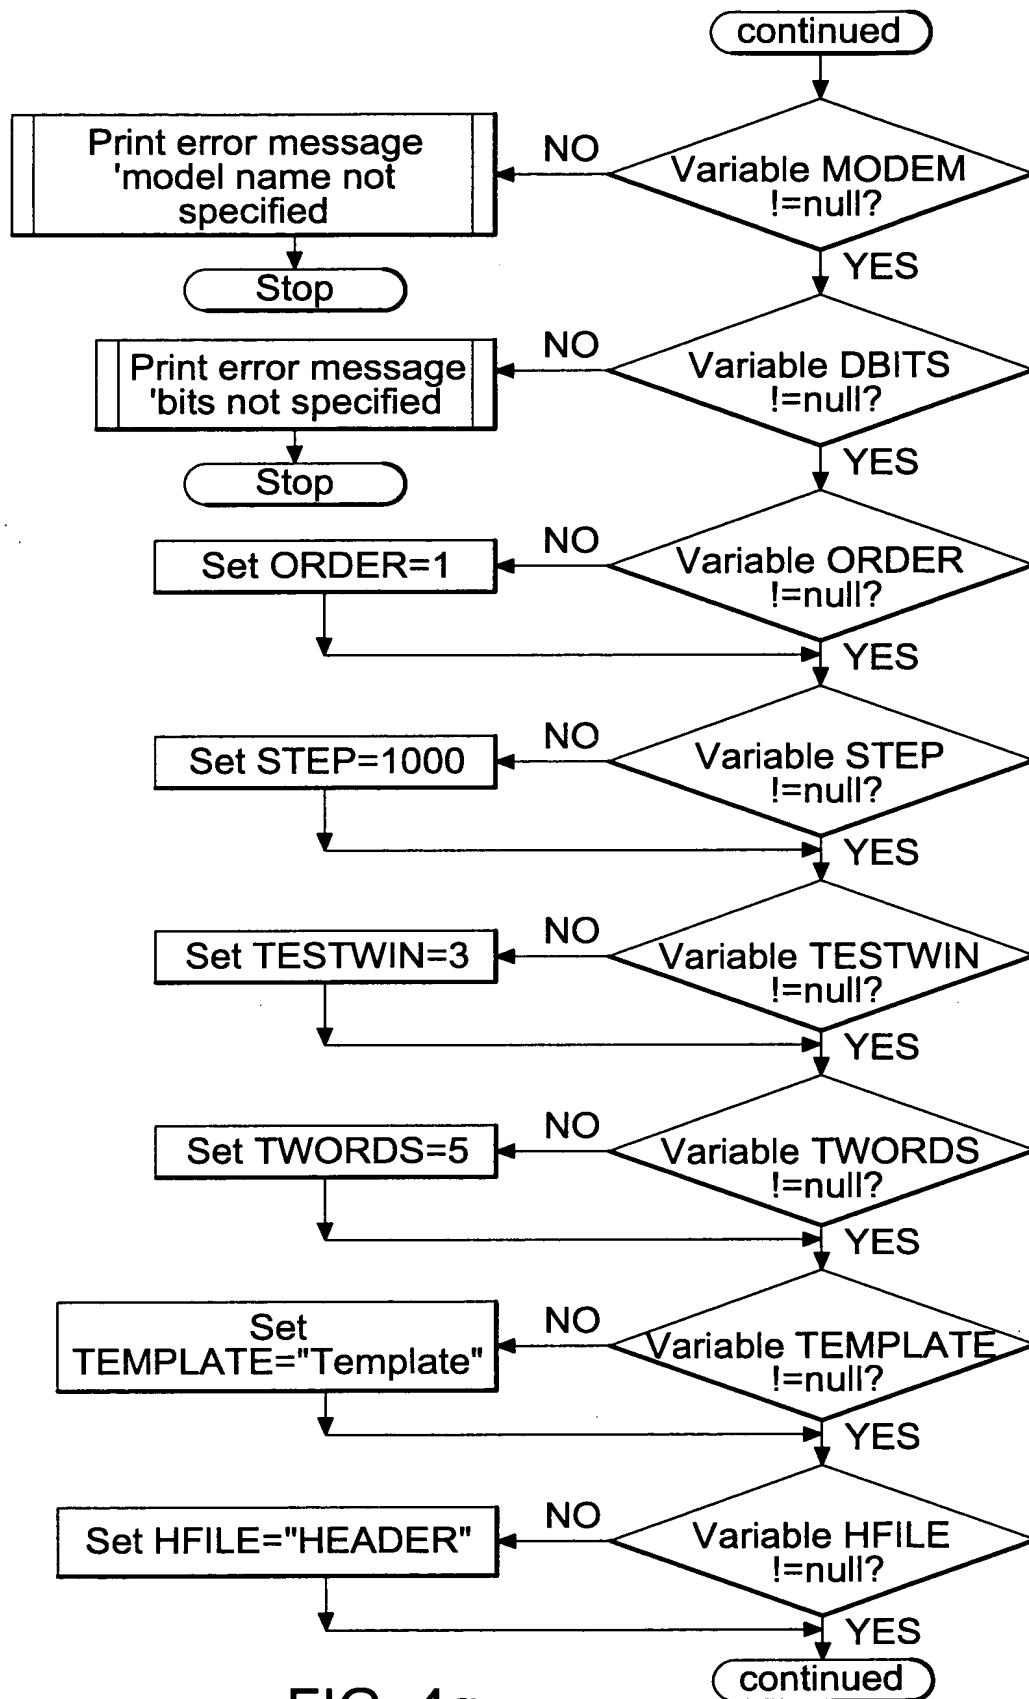 continued
Print error message
'model name not
specified
NO
Variable MODEM
!=null?
YES
Stop
Print error message
'bits not specified
NO
Variable DBITS
!=null?
YES
Stop
Set ORDER=1
NO
Variable ORDER
!=null?
YES
Set STEP=1000
NO
Variable STEP
!=null?
YES
Set TESTWIN=3
NO
Variable TESTWIN
!=null?
YES
Set TWORDS=5
NO
Variable TWORDS
!=null?
YES
Set
TEMPLATE="Template"
NO
Variable TEMPLATE
!=null?
YES
Set HFILE="HEADER"
NO
Variable HFILE
!=null?
YES
continued